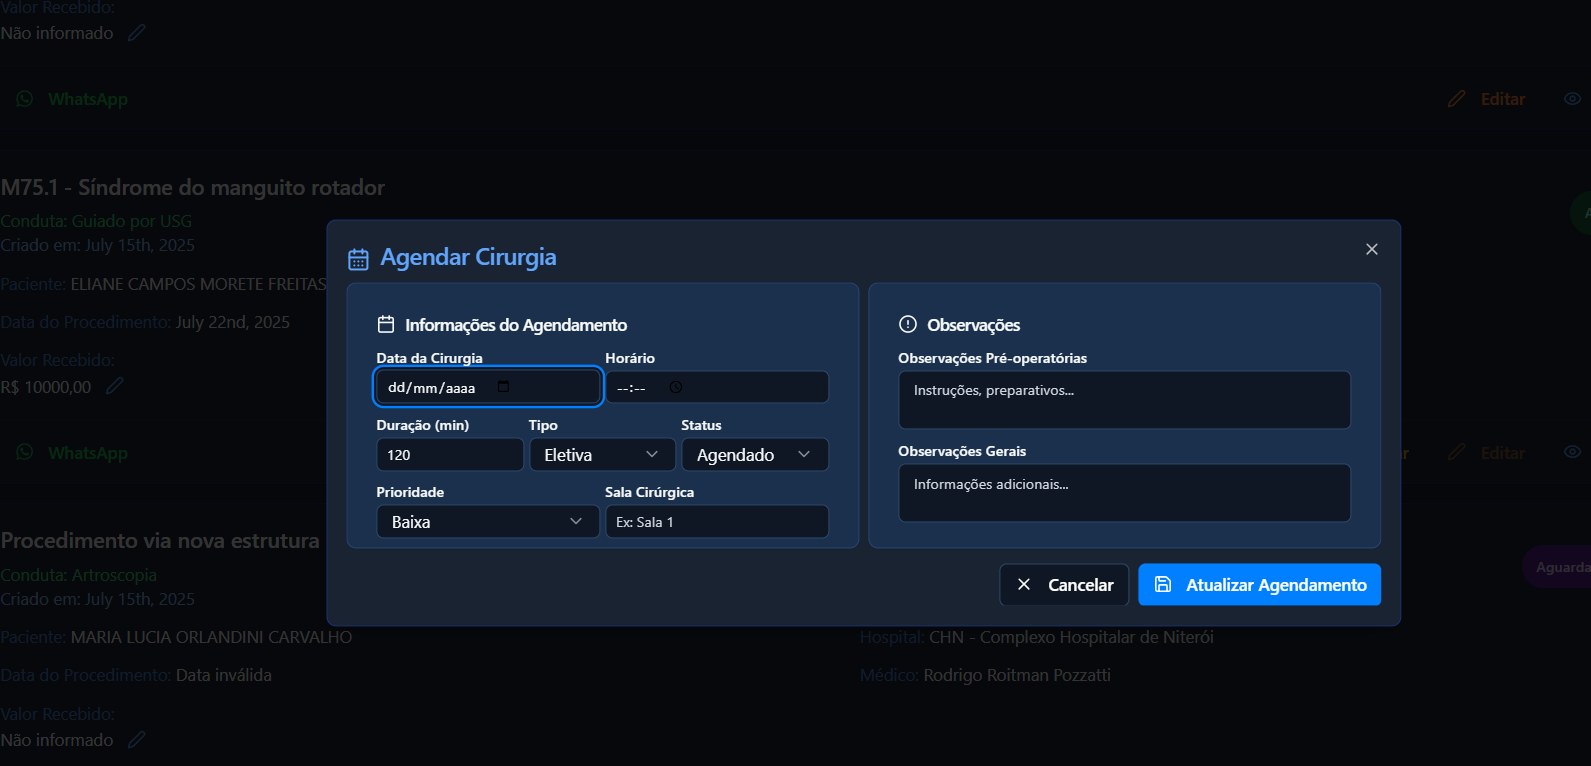 Valor Recebido:
Não informado
WhatsApp
Editar
M75.1 - Síndrome do manguito rotador
Conduta: Guiado por USG
Criado em: July 15th, 2025
Paciente: ELIANE CAMPOS MORETE FREITAS
Data do Procedimento: July 22nd, 2025
Valor Recebido:
R$ 10000,00
WhatsApp
Editar
Agendar Cirurgia
Informações do Agendamento
Data da Cirurgia
Horário
dd/mm/aaaa
--:--
Duração (min)
Tipo
Status
120
Eletiva
Agendado
Prioridade
Sala Cirúrgica
Baixa
Ex: Sala 1
Observações
Observações Pré-operatórias
Instruções, preparativos...
Observações Gerais
Informações adicionais...
Cancelar
Atualizar Agendamento
Procedimento via nova estrutura
Aguarda
Conduta: Artroscopia
Criado em: July 15th, 2025
Paciente: MARIA LUCIA ORLANDINI CARVALHO
Hospital: CHN - Complexo Hospitalar de Niterói
Data do Procedimento: Data inválida
Médico: Rodrigo Roitman Pozzatti
Valor Recebido:
Não informado